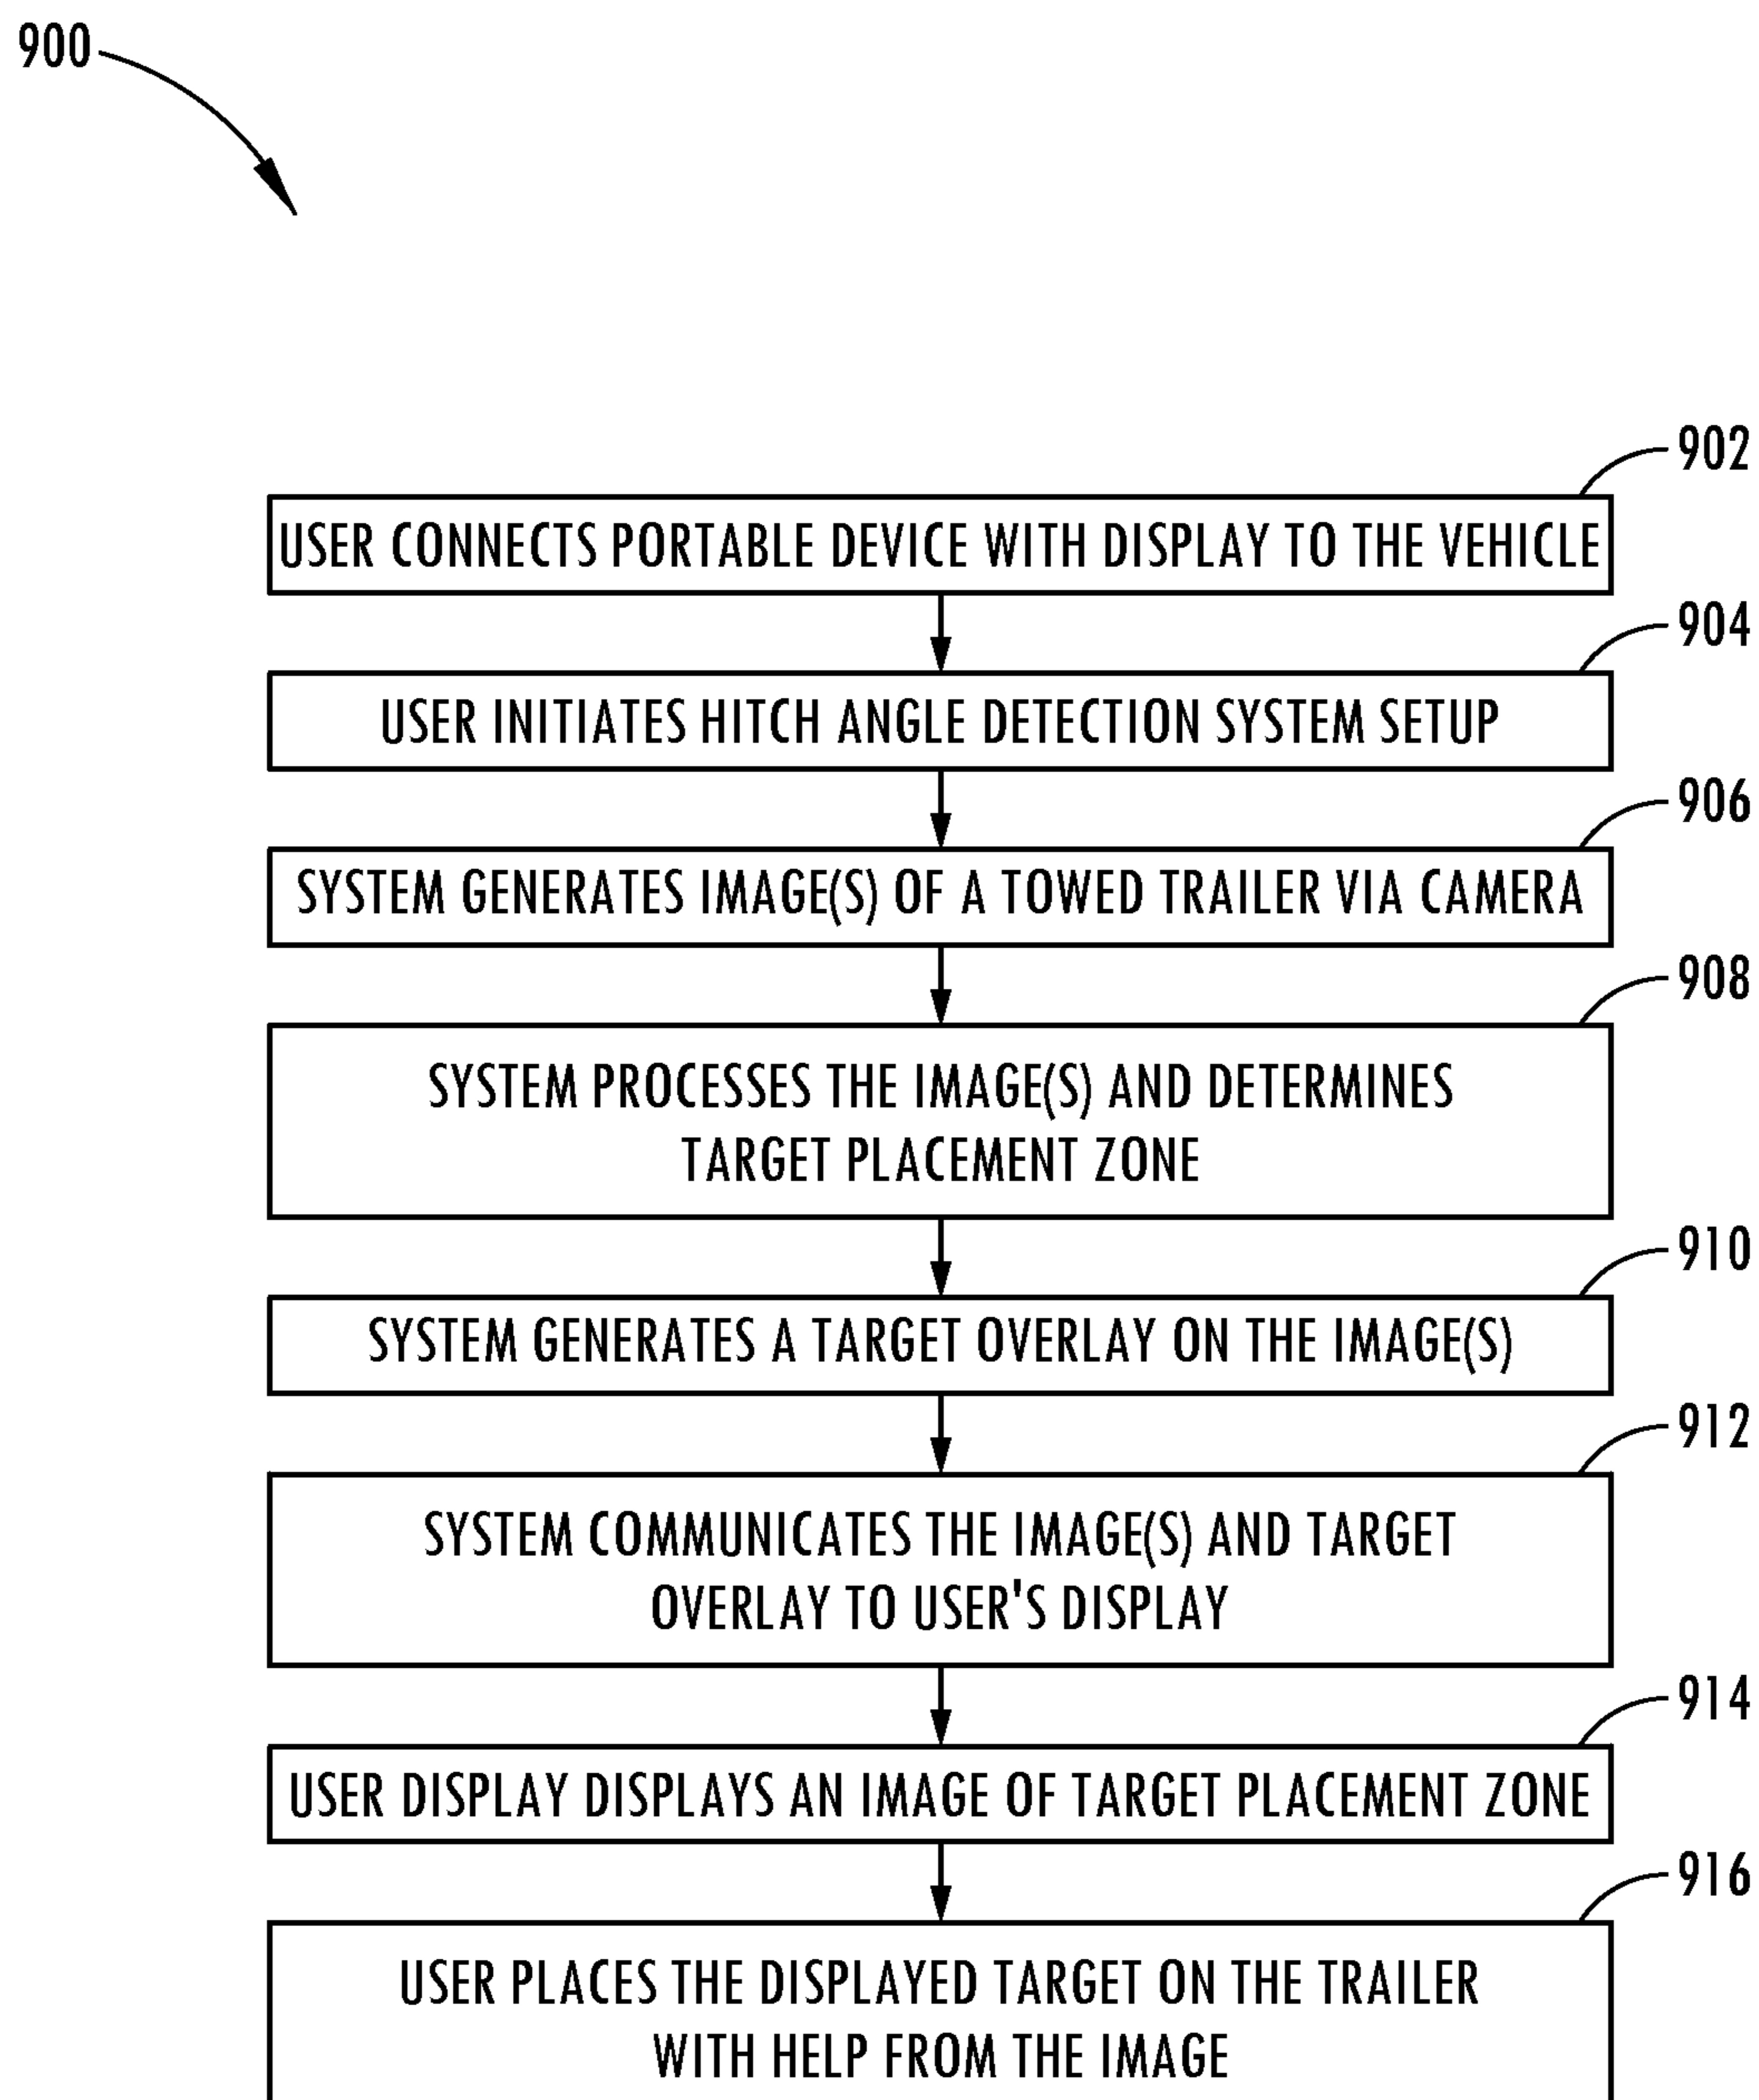 900
902
USER CONNECTS PORTABLE DEVICE WITH DISPLAY TO THE VEHICLE
904
USER INITIATES HITCH ANGLE DETECTION SYSTEM SETUP
906
SYSTEM GENERATES IMAGE(S) OF A TOWED TRAILER VIA CAMERA
908
SYSTEM PROCESSES THE IMAGE(S) AND DETERMINES
TARGET PLACEMENT ZONE
910
SYSTEM GENERATES A TARGET OVERLAY ON THE IMAGE(S)
912
SYSTEM COMMUNICATES THE IMAGE(S) AND TARGET
OVERLAY TO USER'S DISPLAY
914
USER DISPLAY DISPLAYS AN IMAGE OF TARGET PLACEMENT ZONE
916
USER PLACES THE DISPLAYED TARGET ON THE TRAILER
WITH HELP FROM THE IMAGE